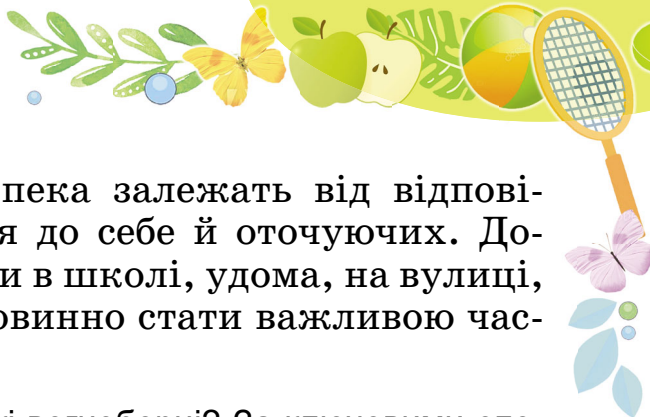 пека залежать від відпові-
я до себе й оточуючих. До-
и в школі, удома, на вулиці,
овинно стати важливою час-